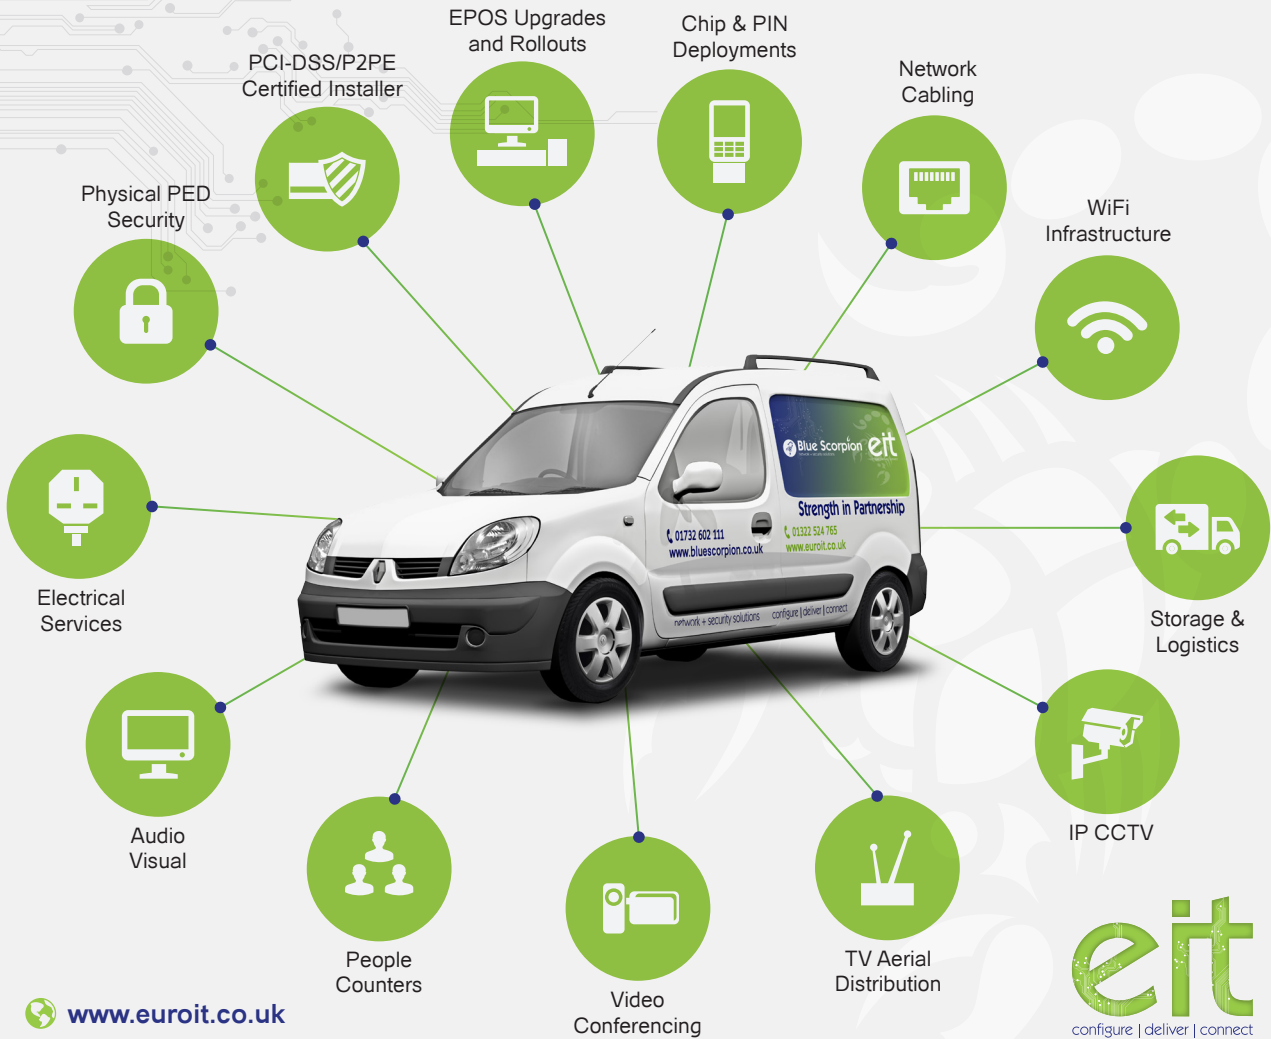 EPOS Upgrades
and Rollouts
Chip & PIN
Deployments
PCI-DSS/P2PE
Certified Installer
Network
Cabling
Physical PED
Security
WiFi
Infrastructure
Blue Scorpion
eit
Strength in Partnership
01732 602 111
www.bluescorpion.co.uk
01322 524 765
www.euroit.co.uk
network + security solutions
configure | deliver | connect
Electrical
Services
Storage &
Logistics
Audio
Visual
IP CCTV
People
Counters
TV Aerial
Distribution
Video
Conferencing
www.euroit.co.uk
eit
configure | deliver | connect